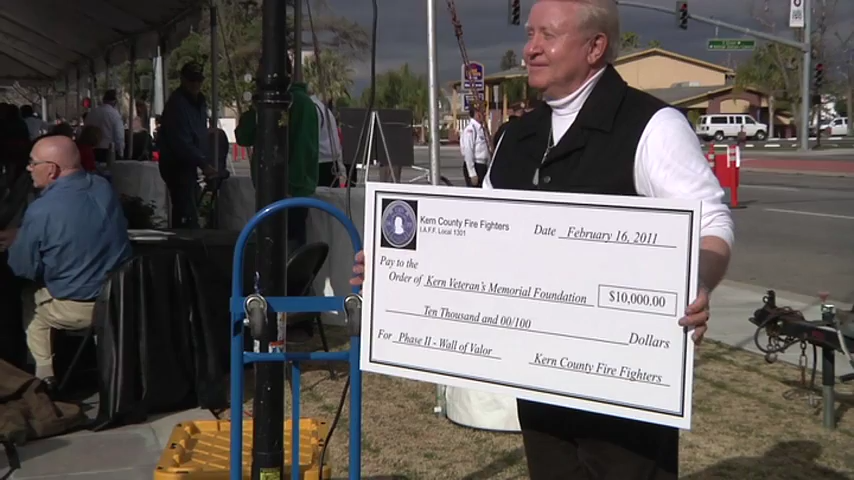 Kern County Fire Fighters
I.A.F.F. Local 1301
Date February 16, 2011
Pay to the
Order of Kern Veteran's Memorial Foundation $10,000.00
Ten Thousand and 00/100 Dollars
For Phase II - Wall of Valor Kern County Fire Fighters